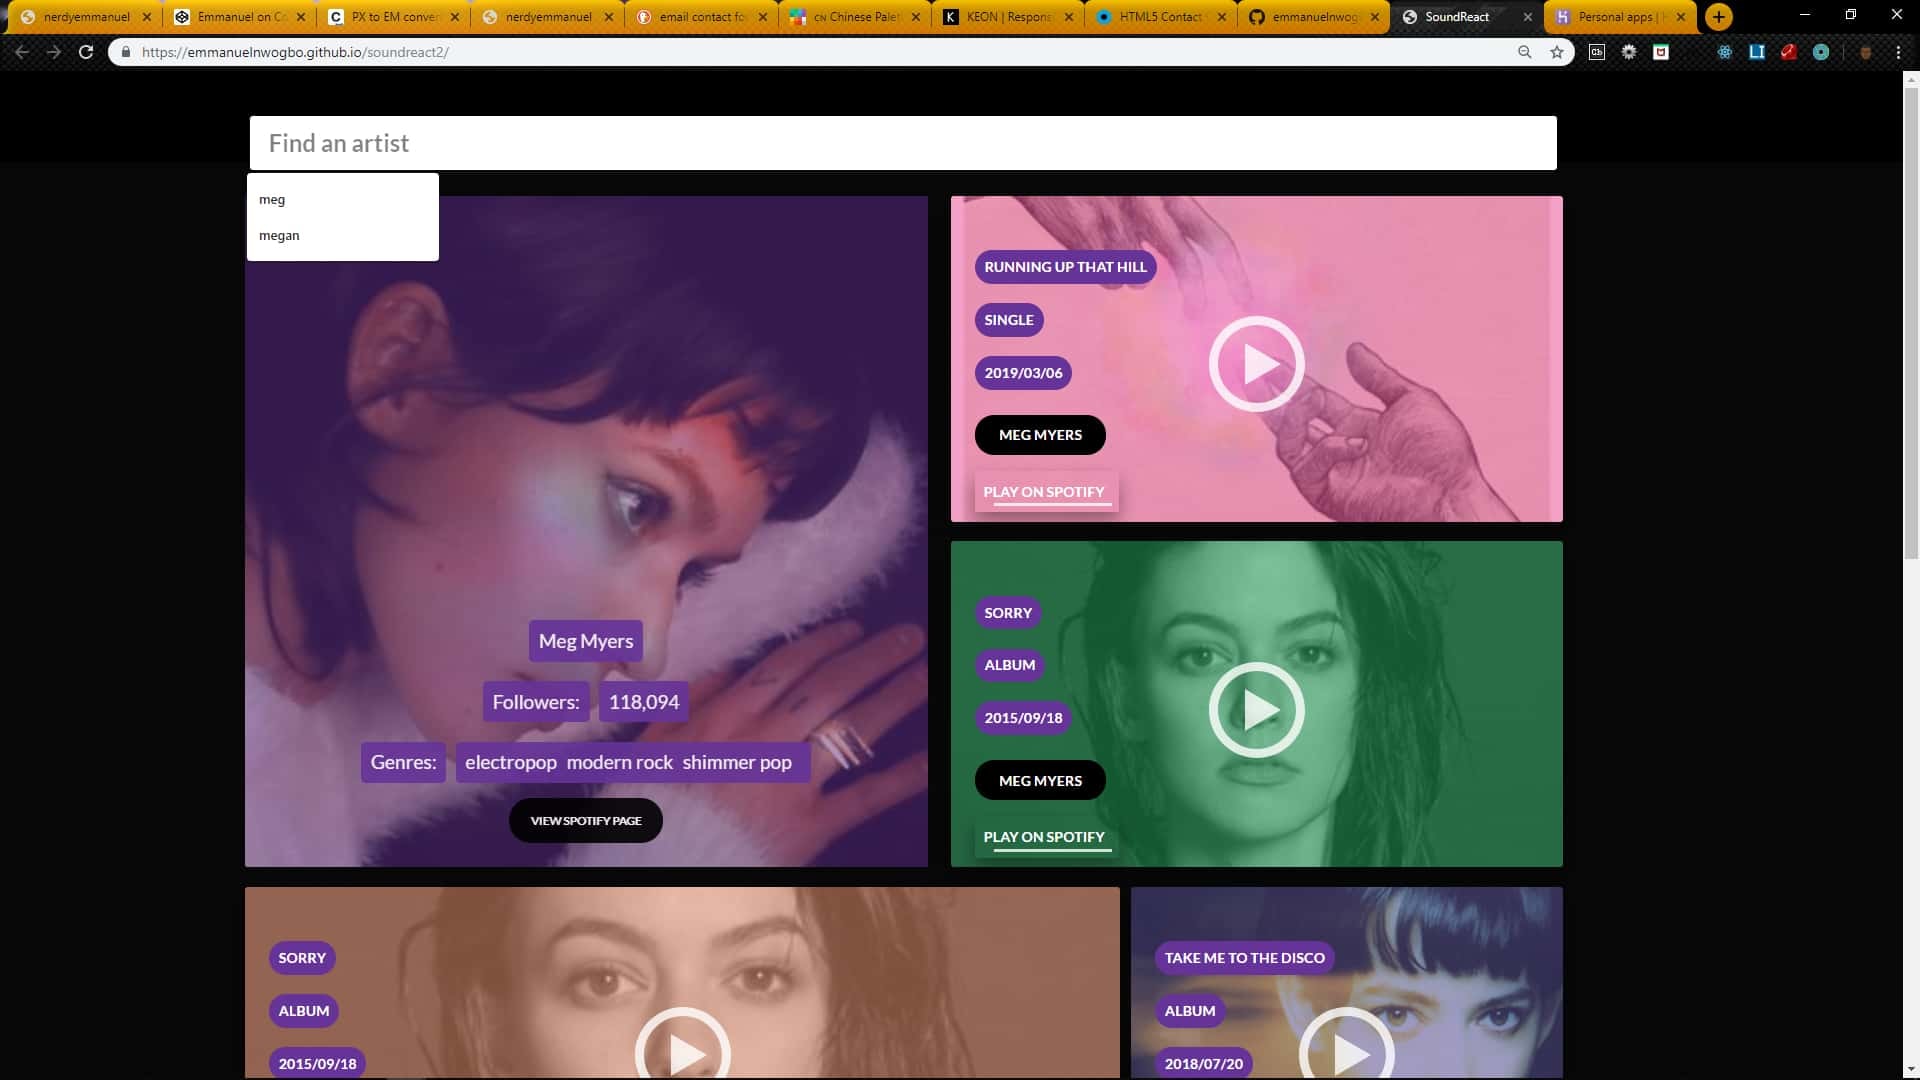 nerdyemmanuel
Emmanuel on Co
PX to EM conver
nerdyemmanuel
email contact fo
CN Chinese Palet
KEON | Respons
HTML5 Contact
emmanuelnwog
SoundReact
Personal apps | H
https://emmanuelnwogbo.github.io/soundreact2/
Find an artist
meg
megan
Meg Myers
Followers: 118,094
Genres: electropop modern rock shimmer pop
VIEW SPOTIFY PAGE
RUNNING UP THAT HILL
SINGLE
2019/03/06
MEG MYERS
PLAY ON SPOTIFY
SORRY
ALBUM
2015/09/18
MEG MYERS
PLAY ON SPOTIFY
SORRY
ALBUM
2015/09/18
TAKE ME TO THE DISCO
ALBUM
2018/07/20